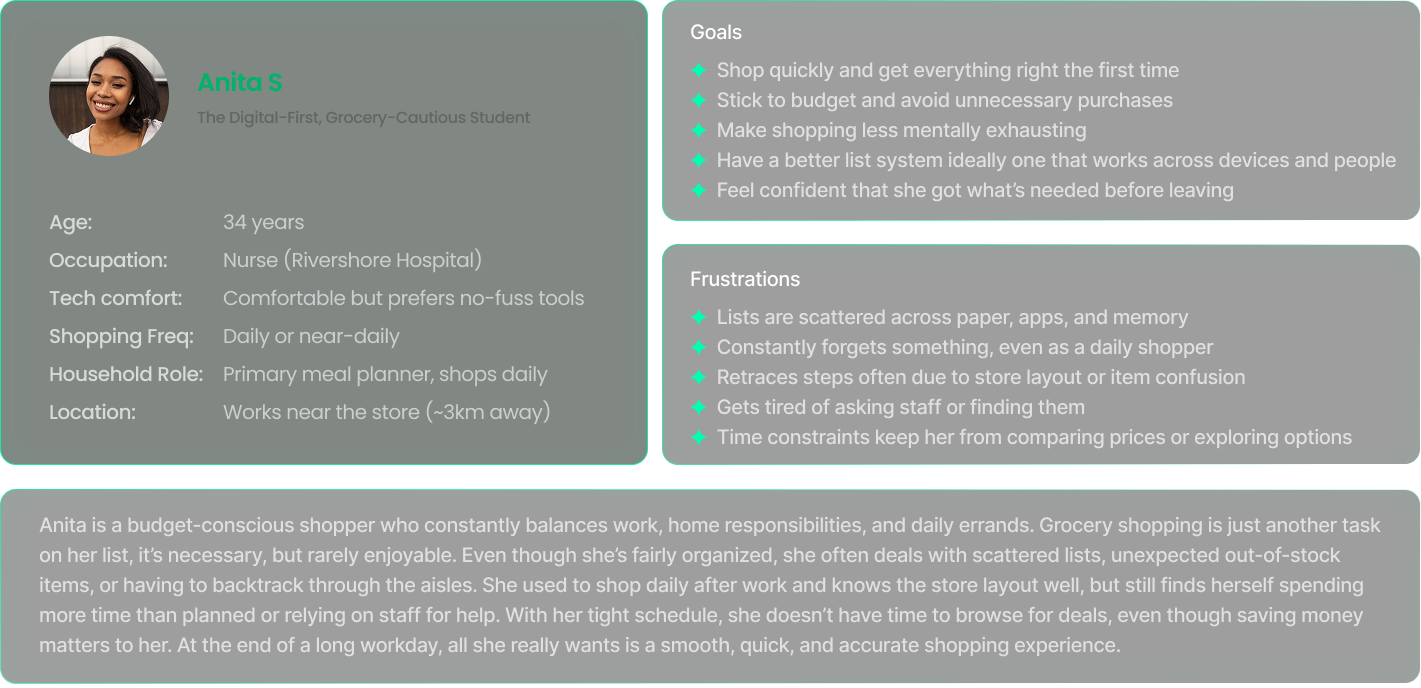 Anita S
The Digital-First, Grocery-Cautious Student
Age: 34 years
Occupation: Nurse (Rivershore Hospital)
Tech comfort: Comfortable but prefers no-fuss tools
Shopping Freq: Daily or near-daily
Household Role: Primary meal planner, shops daily
Location: Works near the store (~3km away)
Goals
Shop quickly and get everything right the first time
Stick to budget and avoid unnecessary purchases
Make shopping less mentally exhausting
Have a better list system ideally one that works across devices and people
Feel confident that she got what’s needed before leaving
Frustrations
Lists are scattered across paper, apps, and memory
Constantly forgets something, even as a daily shopper
Retraces steps often due to store layout or item confusion
Gets tired of asking staff or finding them
Time constraints keep her from comparing prices or exploring options
Anita is a budget-conscious shopper who constantly balances work, home responsibilities, and daily errands. Grocery shopping is just another task
on her list, it’s necessary, but rarely enjoyable. Even though she’s fairly organized, she often deals with scattered lists, unexpected out-of-stock
items, or having to backtrack through the aisles. She used to shop daily after work and knows the store layout well, but still finds herself spending
more time than planned or relying on staff for help. With her tight schedule, she doesn’t have time to browse for deals, even though saving money
matters to her. At the end of a long workday, all she really wants is a smooth, quick, and accurate shopping experience.